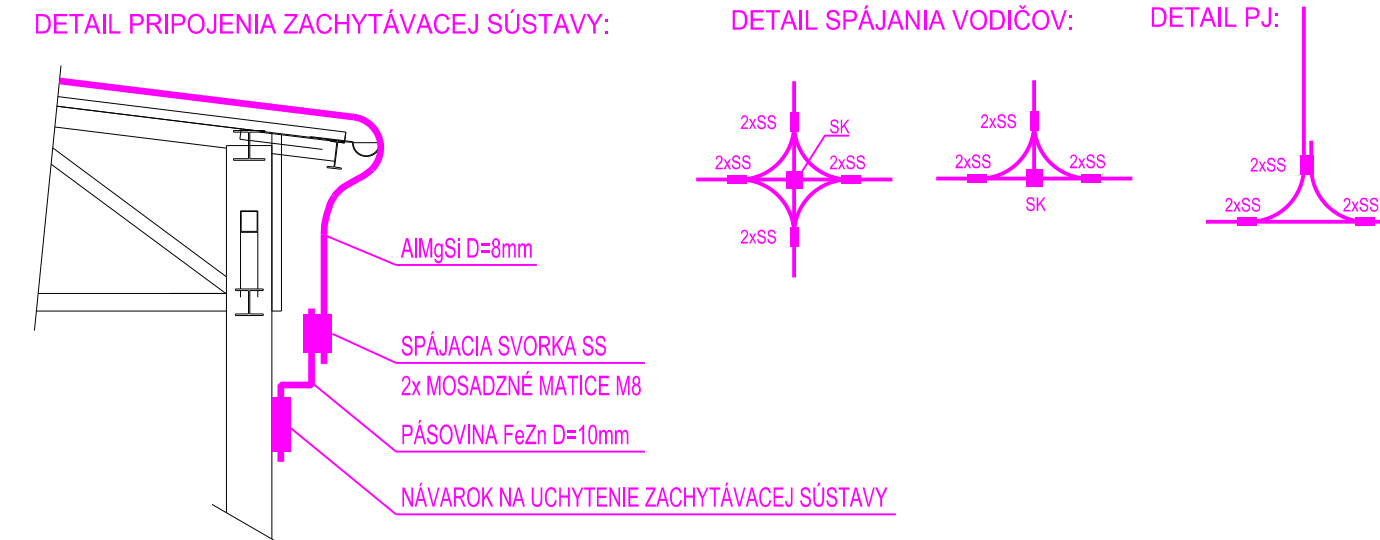 DETAIL PRIPOJENIA ZACHYTÁVACEJ SÚSTAVY:
AlMgSi D=8mm
SPÁJACIA SVORKA SS
2x MOSADZNÉ MATICE M8
PÁSOVINA FeZn D=10mm
NÁVAROK NA UCHYTENIE ZACHYTÁVACEJ SÚSTAVY
DETAIL SPÁJANIA VODIČOV:
2xSS
SK
2xSS
2xSS
2xSS
2xSS
2xSS
2xSS
SK
DETAIL PJ:
2xSS
2xSS
2xSS